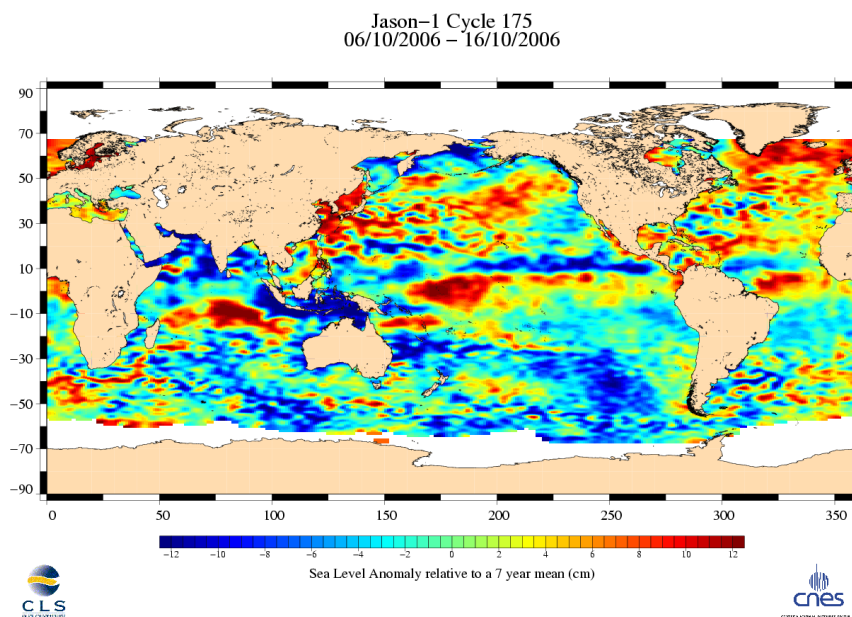 Jason-1 Cycle 175
06/10/2006 - 16/10/2006
90
70
50
30
10
-10
-30
-50
-70
-90
0 50 100 150 200 250 300 350
-12 -10 -8 -6 -4 -2 0 2 4 6 8 10 12
Sea Level Anomaly relative to a 7 year mean (cm)
CLS
cnes